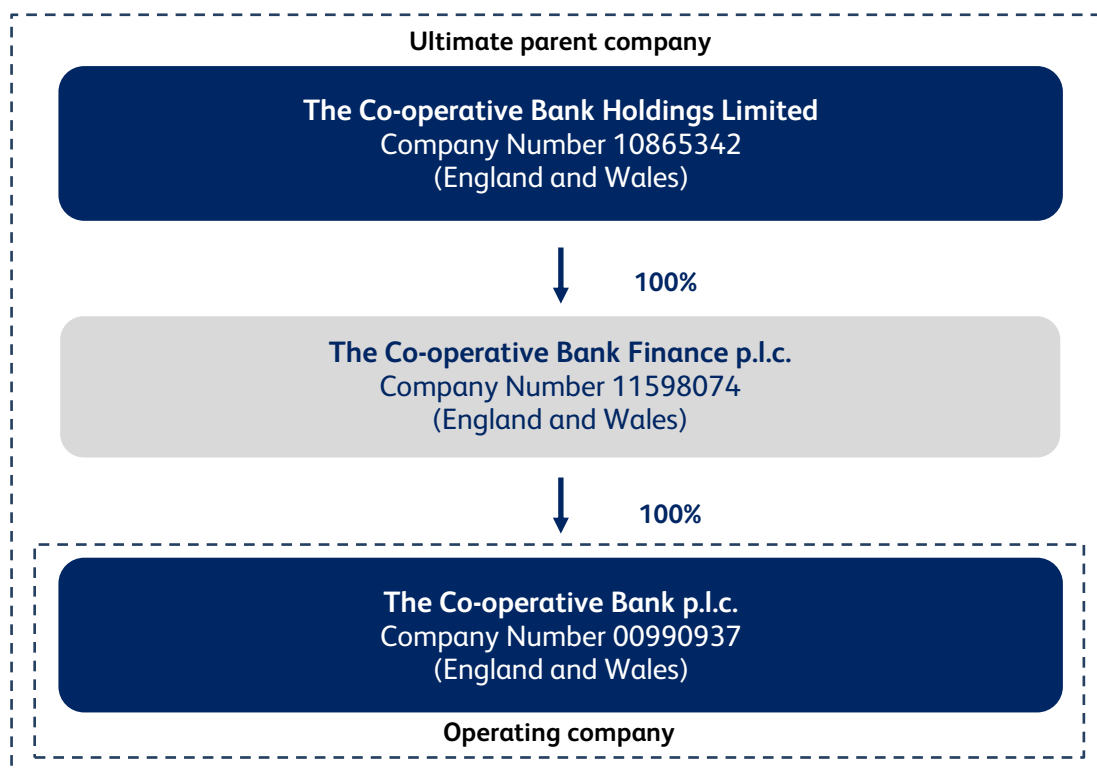 Ultimate parent company
The Co-operative Bank Holdings Limited
Company Number 10865342
(England and Wales)
100%
The Co-operative Bank Finance p.l.c.
Company Number 11598074
(England and Wales)
100%
The Co-operative Bank p.l.c.
Company Number 00990937
(England and Wales)
Operating company